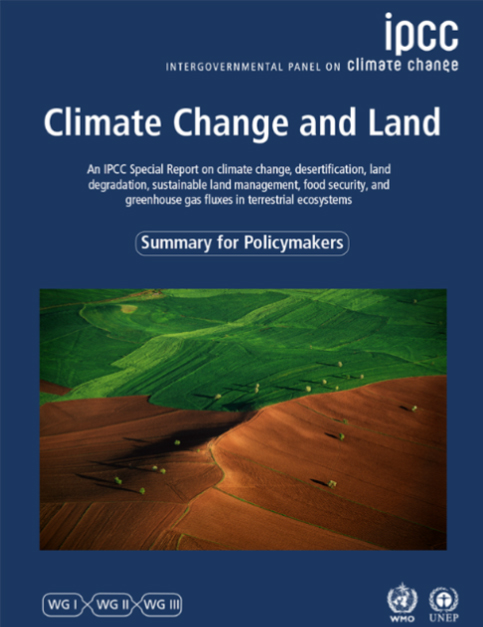 ipcc
INTERGOVERNMENTAL PANEL ON climate change
Climate Change and Land
An IPCC Special Report on climate change, desertification, land
degradation, sustainable land management, food security, and
greenhouse gas fluxes in terrestrial ecosystems
Summary for Policymakers
WG I WG II WG III
WMO UNEP